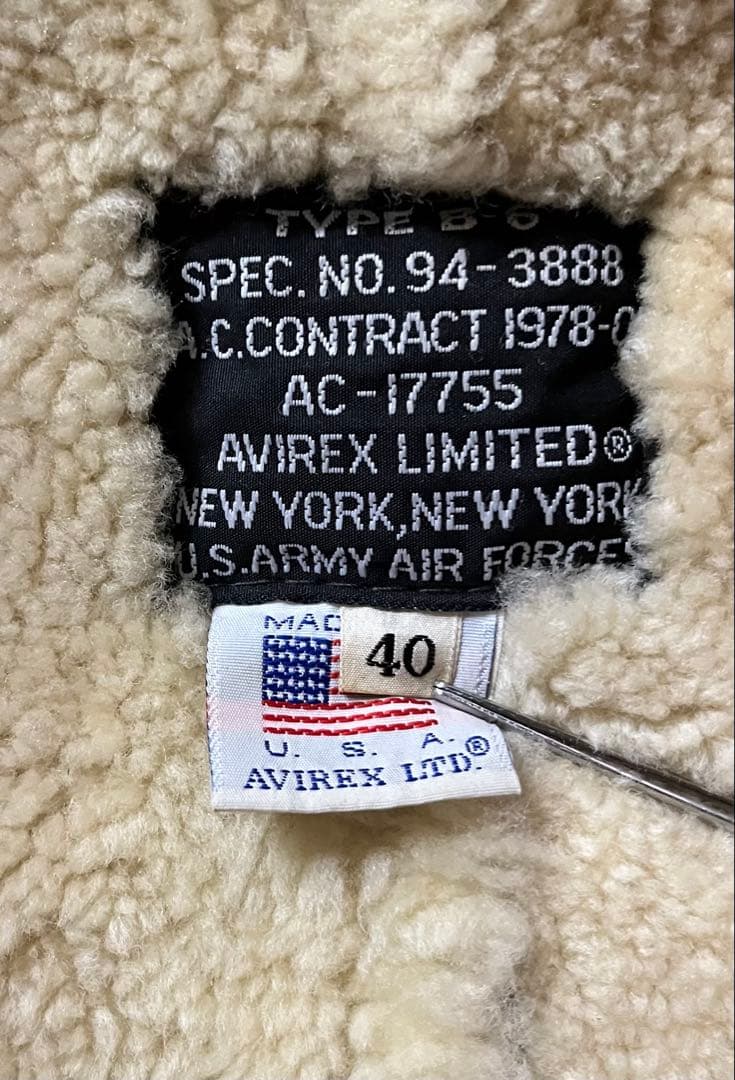 TYPE B-6
SPEC. NO. 94-3888
A.C.CONTRACT 1978-0
AC-17755
AVIREX LIMITED®
NEW YORK, NEW YORK
U.S.ARMY AIR FORCES
MAD
40
U. S. A.
AVIREX LTD.®